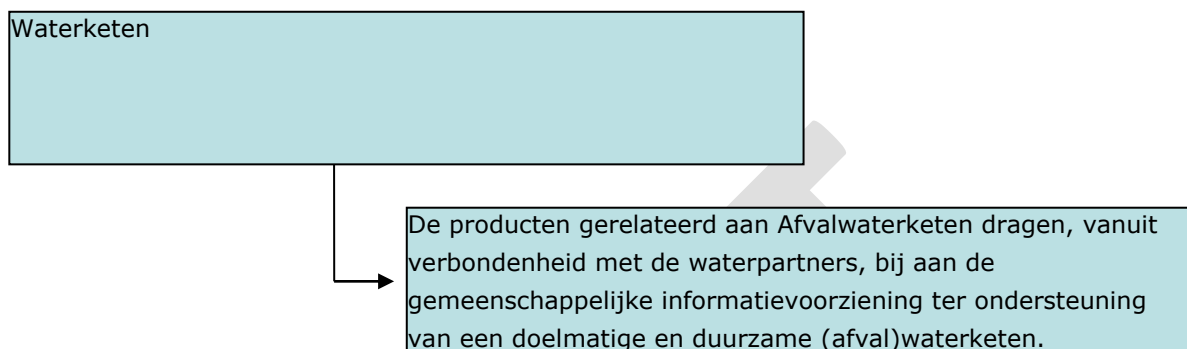 Waterketen
De producten gerelateerd aan Afvalwaterketen dragen, vanuit
verbondenheid met de waterpartners, bij aan de
gemeenschappelijke informatievoorziening ter ondersteuning
van een doelmatige en duurzame (afval)waterketen.